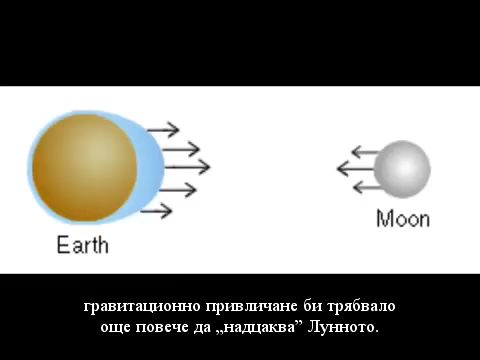 Earth
Moon
гравитационно привличане би трябвало
още повече да „надцаква” Лунното.